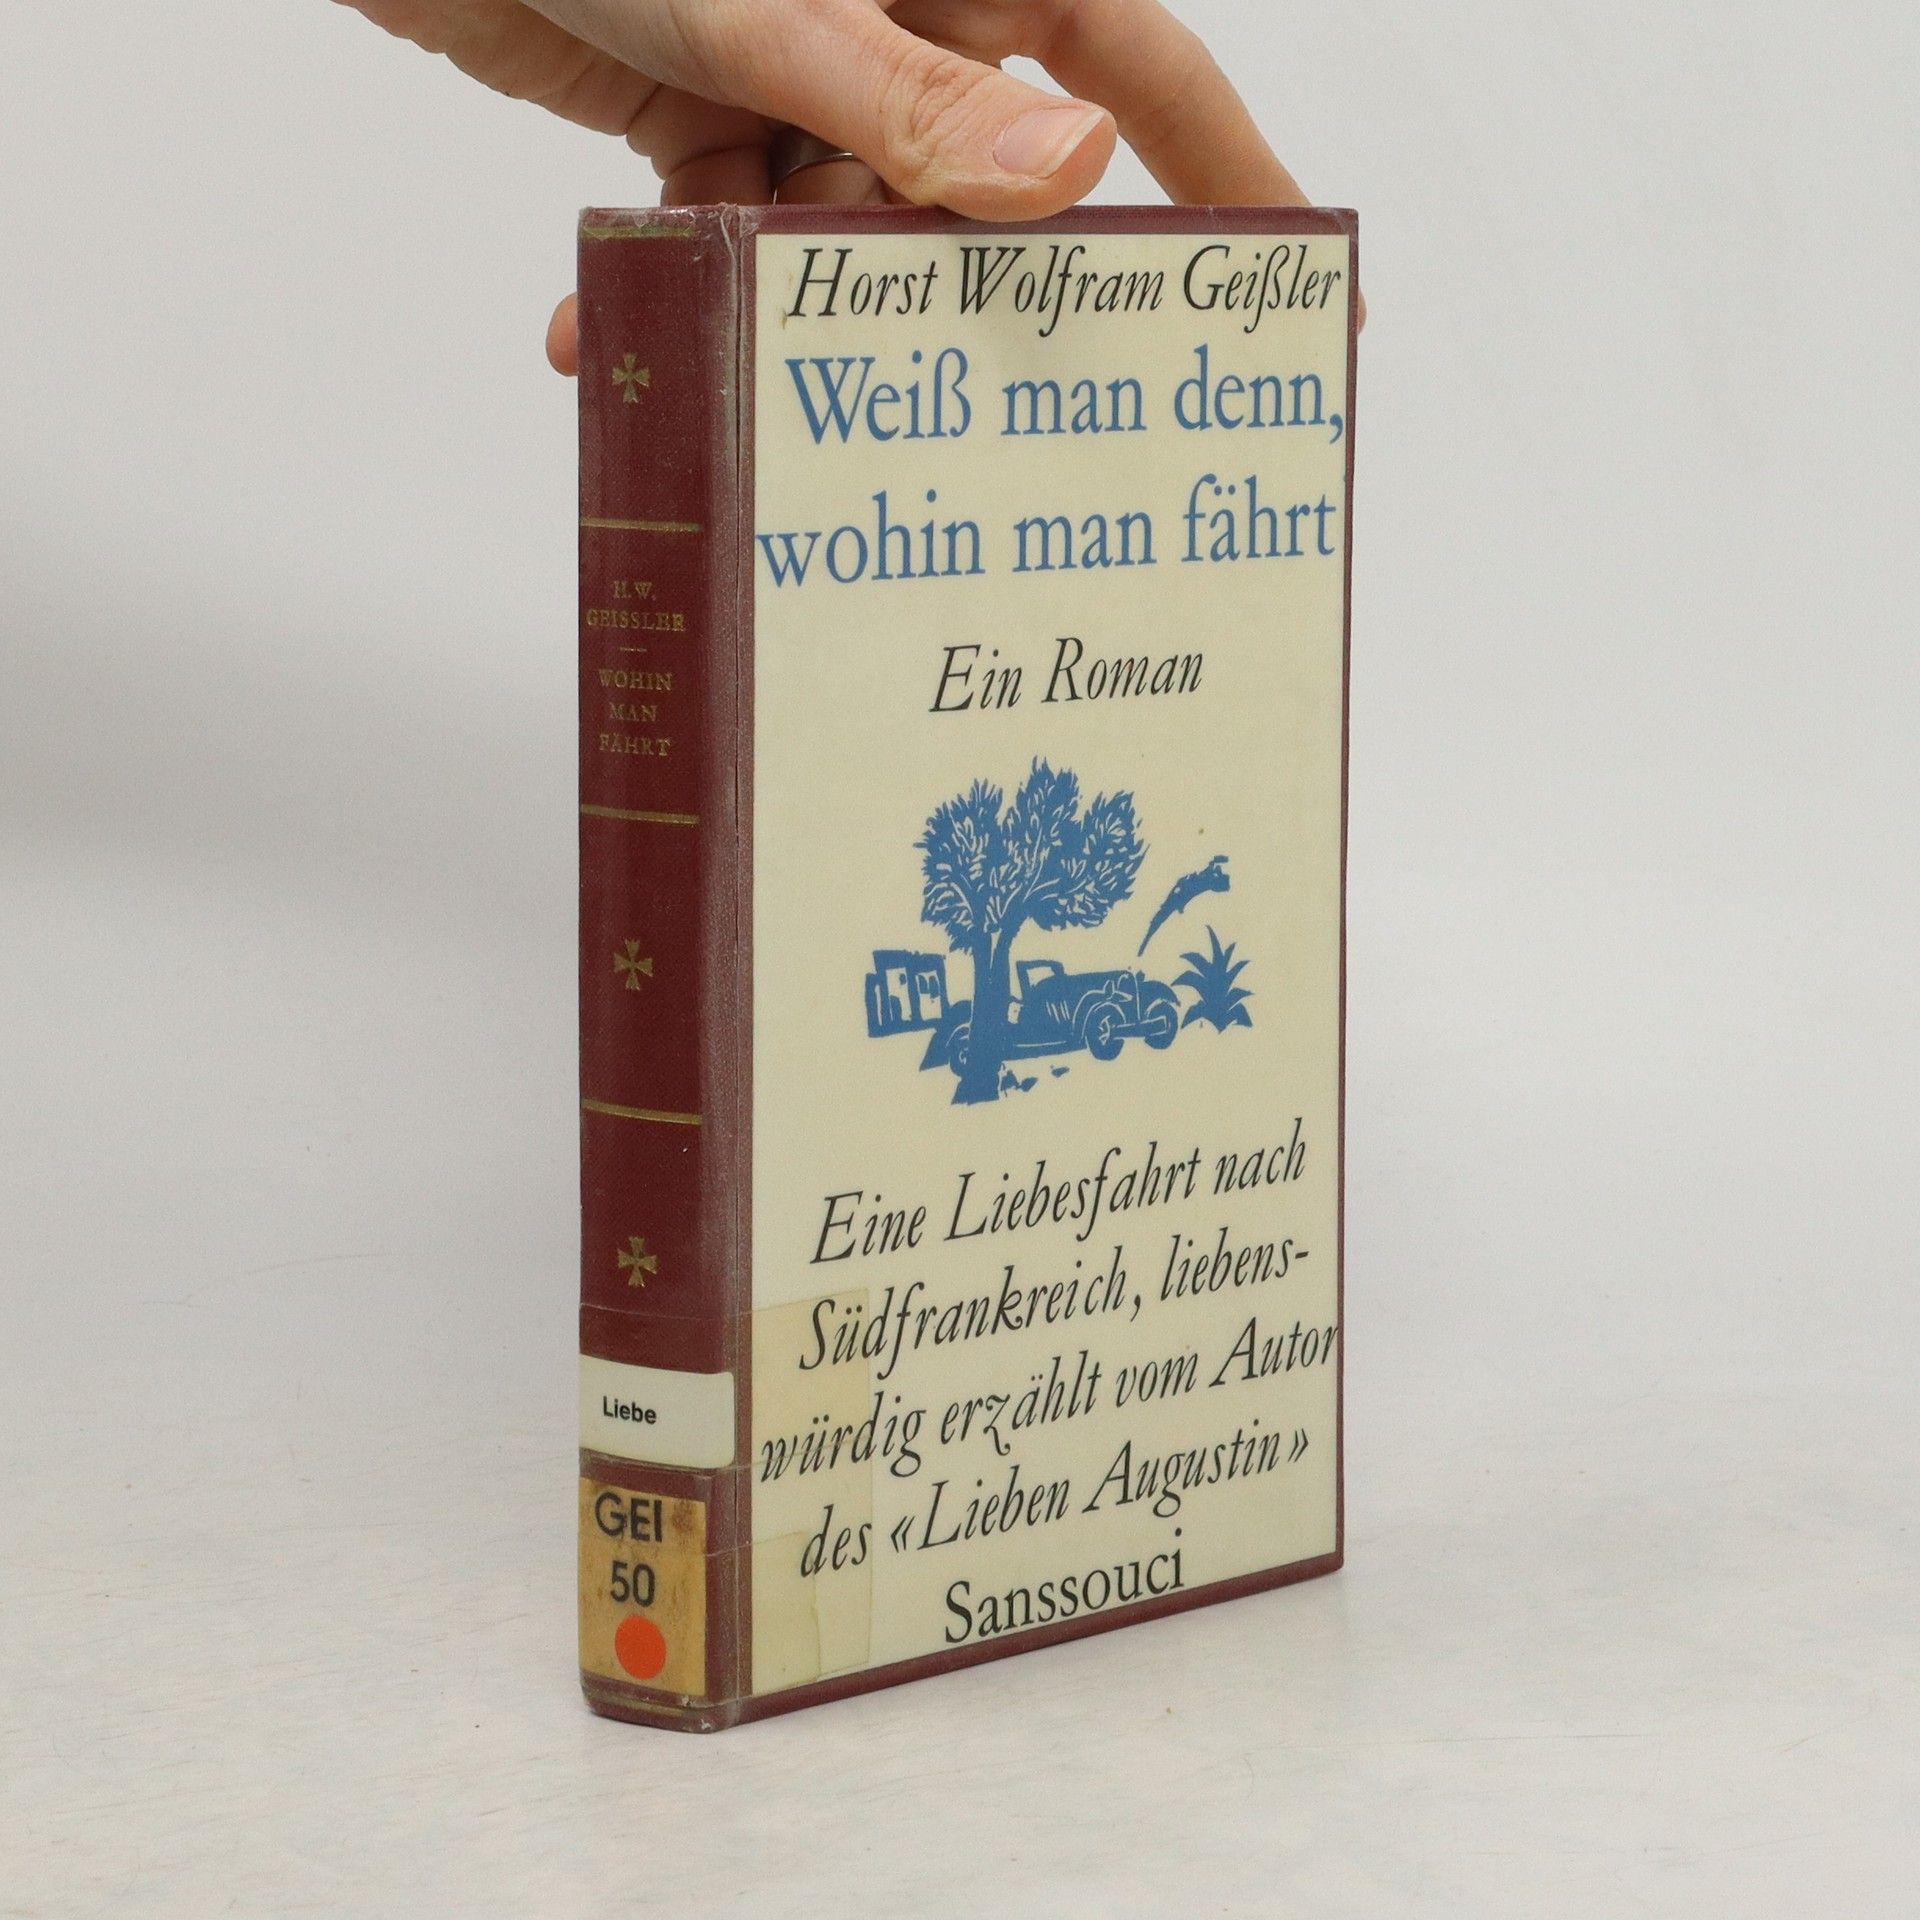 Horst Wolfram Geißler
Weiß man denn,
wohin man fährt
Ein Roman
Eine Liebesfahrt nach
Südfrankreich, liebens-
würdig erzählt vom Autor
des «Lieben Augustin»
Sanssouci
H.W.
GEISSLER
WOHIN
MAN
FÄHRT
Liebe
GEI
50